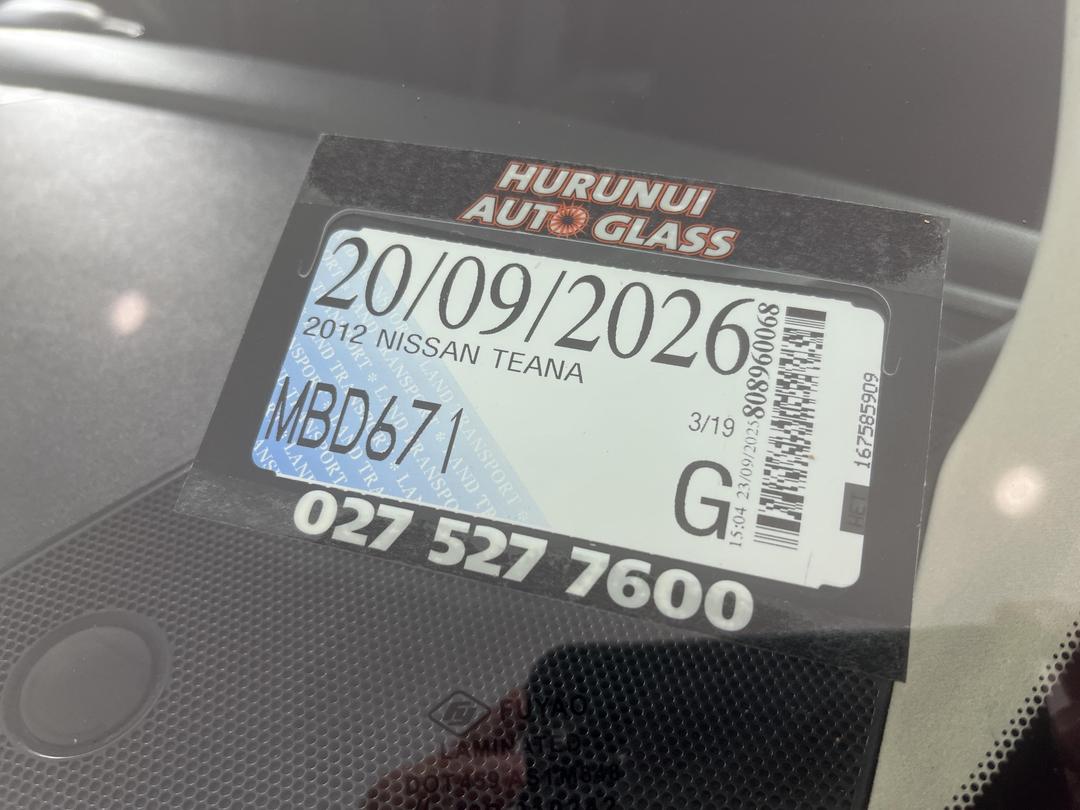 HURUNUI
AUTO GLASS
20/09/2026
2012 NISSAN TEANA
MBD671
3/19
G
15:04 23/09/2025
808960068
167585909
027 527 7600
FUYAO
LAMINATED